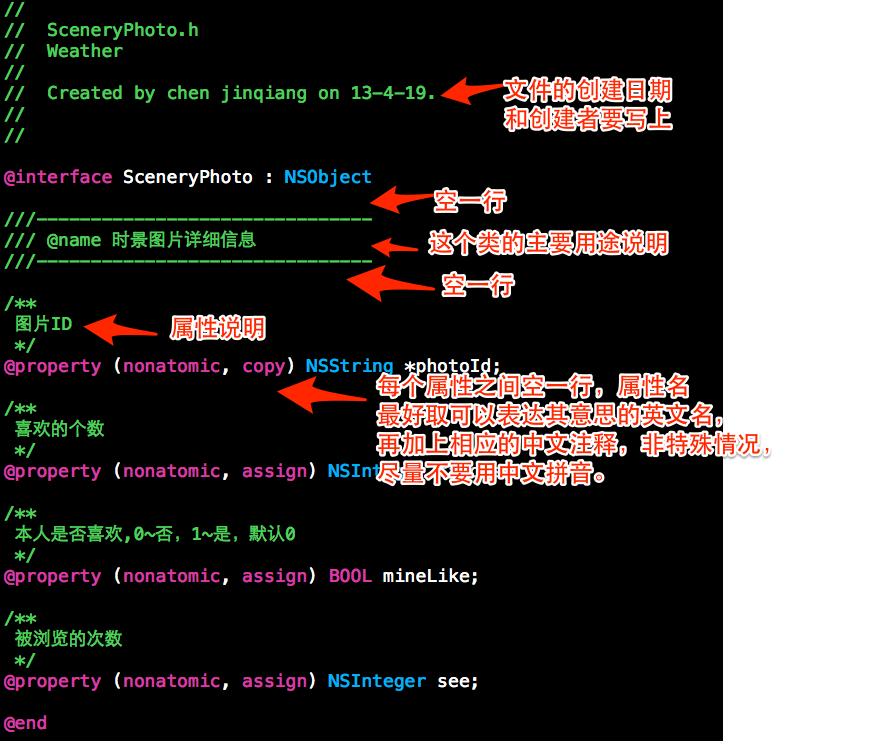 //
//  SceneryPhoto.h
//  Weather
//
//  Created by chen jinqiang on 13-4-19.
//
//
文件的创建日期
和创建者要写上
@interface SceneryPhoto : NSObject
空一行
///-------------------------------
/// @name 时景图片详细信息
///-------------------------------
这个类的主要用途说明
空一行
/**
图片ID
*/
属性说明
@property (nonatomic, copy) NSString *photoId;
每个属性之间空一行，属性名
最好取可以表达其意思的英文名，
再加上相应的中文注释，非特殊情况，
尽量不要用中文拼音。
/**
喜欢的个数
*/
@property (nonatomic, assign) NSInt
/**
本人是否喜欢,0~否，1~是，默认0
*/
@property (nonatomic, assign) BOOL mineLike;
/**
被浏览的次数
*/
@property (nonatomic, assign) NSInteger see;
@end